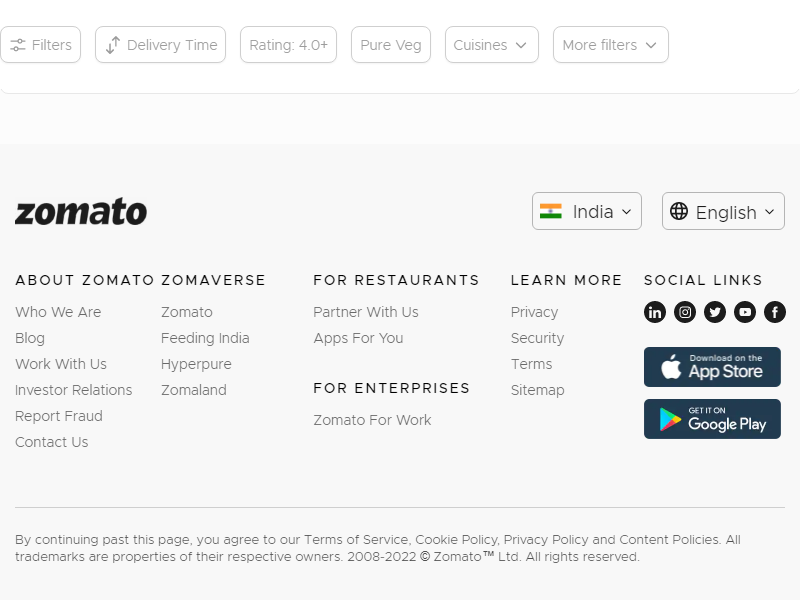 Filters
Delivery Time
Rating: 4.0+
Pure Veg
Cuisines
More filters
zomato
India
English
ABOUT ZOMATO
Who We Are
Blog
Work With Us
Investor Relations
Report Fraud
Contact Us
ZOMAVERSE
Zomato
Feeding India
Hyperpure
Zomaland
FOR RESTAURANTS
Partner With Us
Apps For You
FOR ENTERPRISES
Zomato For Work
LEARN MORE
Privacy
Security
Terms
Sitemap
SOCIAL LINKS
Download on the
App Store
GET IT ON
Google Play
By continuing past this page, you agree to our Terms of Service, Cookie Policy, Privacy Policy and Content Policies. All
trademarks are properties of their respective owners. 2008-2022 © Zomato™ Ltd. All rights reserved.